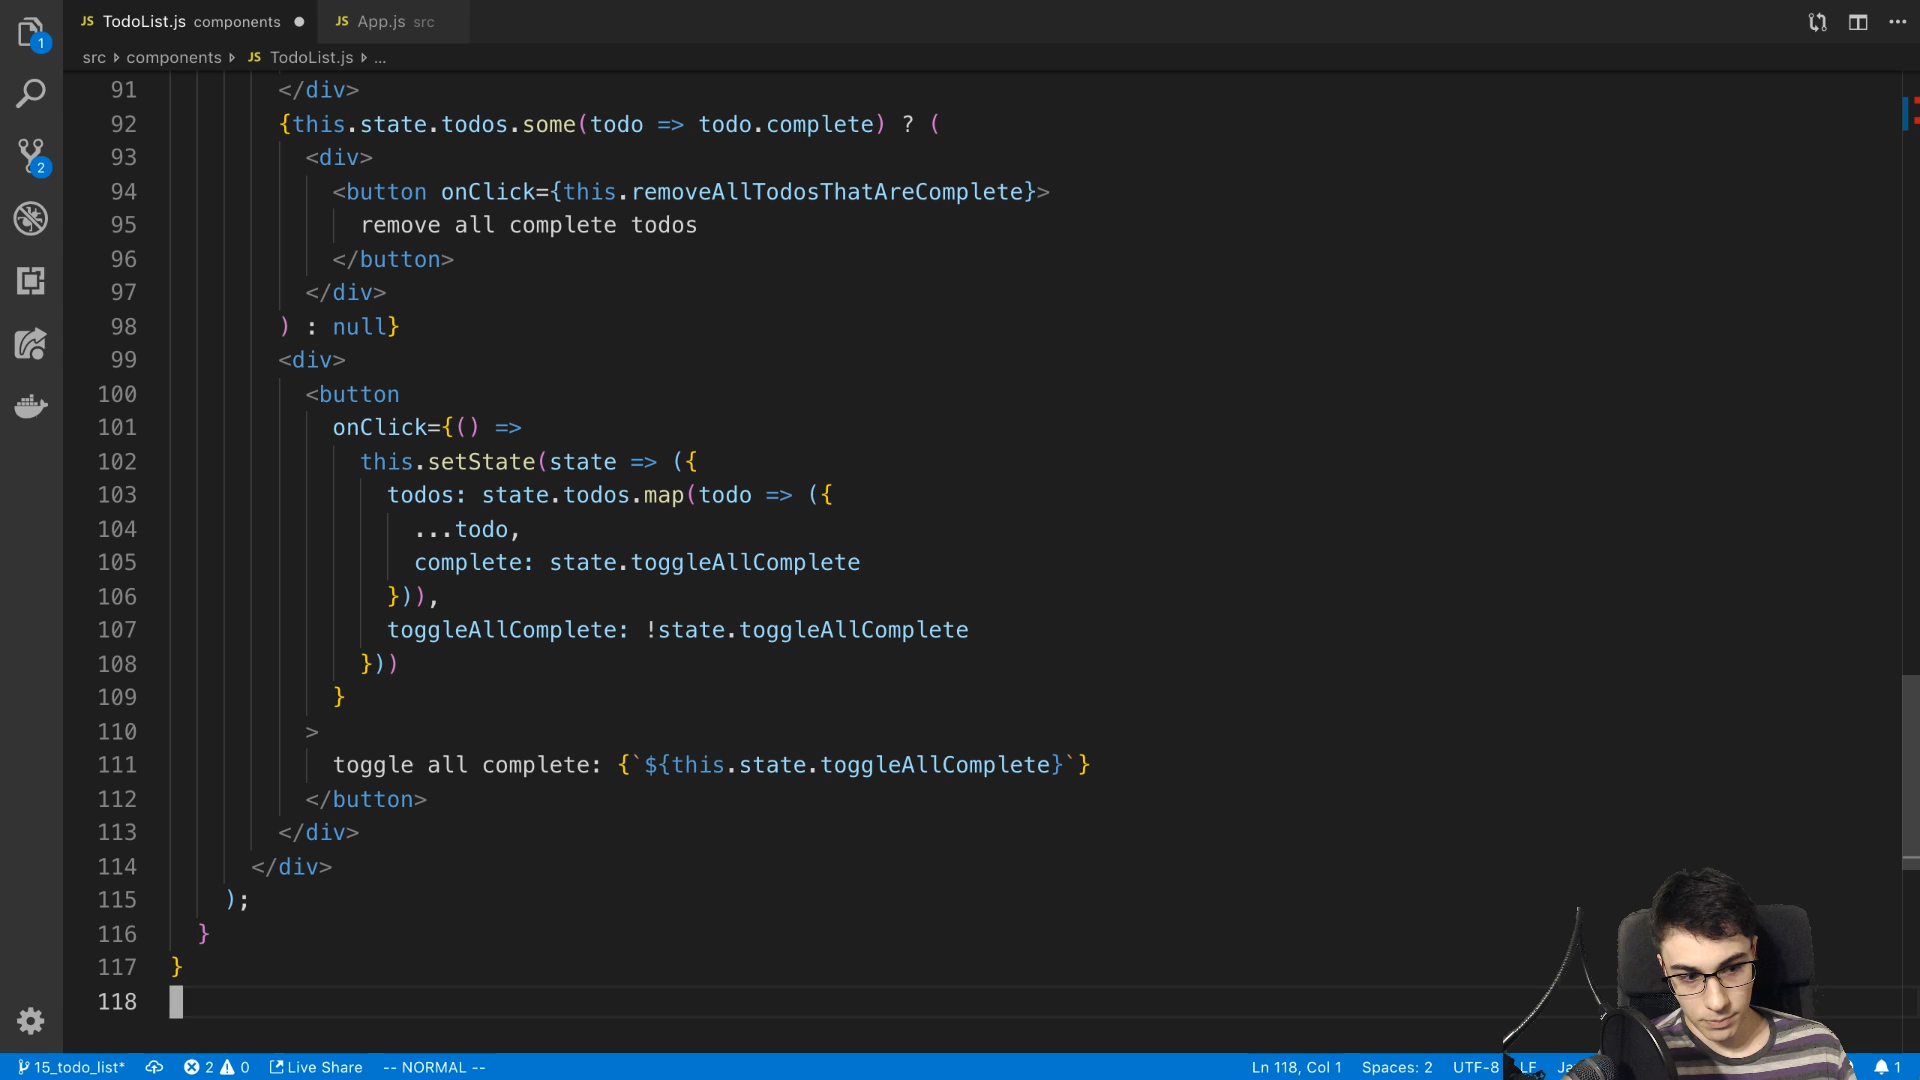 JS TodoList.js components ● JS App.js src
src components JS TodoList.js ...
1
2
91 </div>
92 {this.state.todos.some(todo => todo.complete) ? (
93 <div>
94 <button onClick={this.removeAllTodosThatAreComplete}>
95 remove all complete todos
96 </button>
97 </div>
98 ) : null}
99 <div>
100 <button
101 onClick={() =>
102 this.setState(state => ({
103 todos: state.todos.map(todo => ({
104 ...todo,
105 complete: state.toggleAllComplete
106 })),
107 toggleAllComplete: !state.toggleAllComplete
108 }))
109 }
110 >
111 toggle all complete: {`${this.state.toggleAllComplete}`}
112 </button>
113 </div>
114 </div>
115 );
116 }
117 }
118
15_todo_list* 2 0 Live Share -- NORMAL -- Ln 118, Col 1 Spaces: 2 UTF-8 LF 1